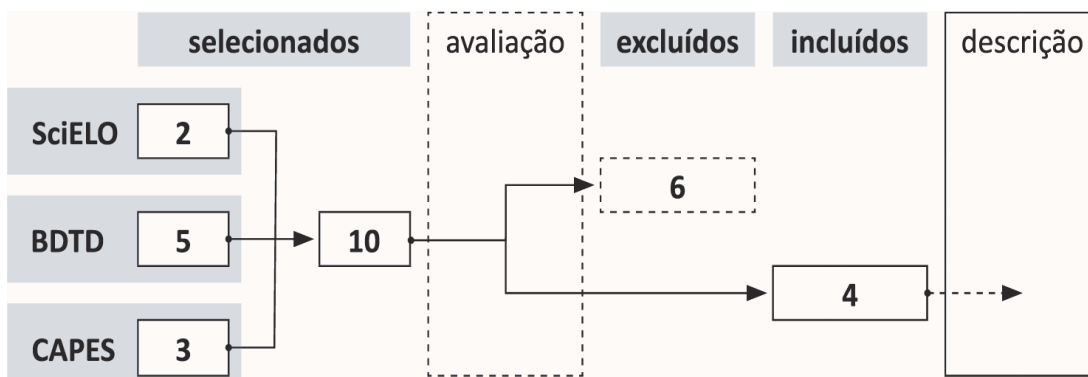 selecionados avaliação excluídos incluídos descrição
SciELO 2
6
BDTD 5 10
4
CAPES 3